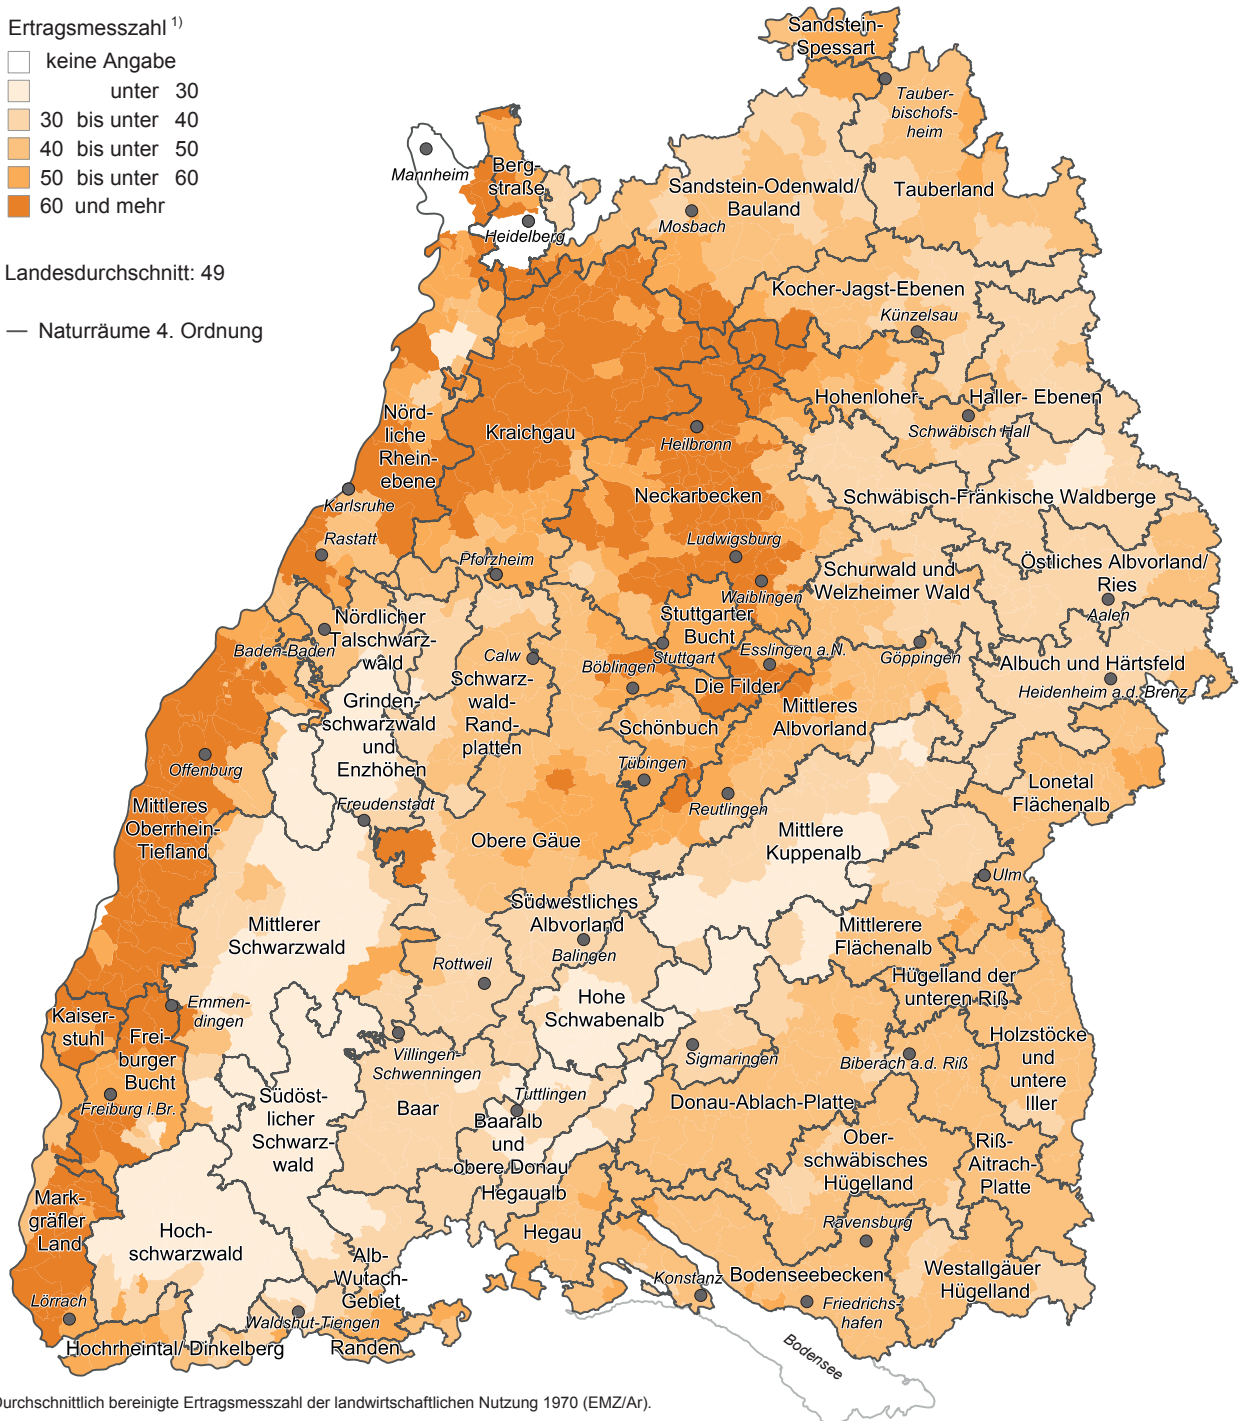 Ertragsmesszahl 1)
keine Angabe
unter 30
30 bis unter 40
40 bis unter 50
50 bis unter 60
60 und mehr
Landesdurchschnitt: 49
— Naturräume 4. Ordnung
Sandstein-
Spessart
Tauber-
bischofs-
heim
Mannheim
Berg-
straße
Heidelberg
Sandstein-Odenwald/
Bauland
Mosbach
Tauberland
Kocher-Jagst-Ebenen
Künzelsau
Hohenloher- Haller- Ebenen
Schwäbisch Hall
Nörd-
liche
Rhein-
ebene
Kraichgau
Heilbronn
Karlsruhe
Neckarbecken
Schwäbisch-Fränkische Waldberge
Rastatt
Pforzheim
Ludwigsburg
Waiblingen
Schurwald und
Welzheimer Wald
Östliches Albvorland/
Ries
Aalen
Nördlicher
Talschwarz-
wald
Baden-Baden
Stuttgarter
Bucht
Stuttgart
Calw
Böblingen
Esslingen a.N.
Göppingen
Albuch und Härtsfeld
Heidenheim a.d. Brenz
Schwarz-
wald-
Rand-
platten
Die Filder
Grinden-
schwarzwald
und
Enzhöhen
Schönbuch
Mittleres
Albvorland
Offenburg
Tübingen
Reutlingen
Lonetal
Flächenalb
Freudenstadt
Mittleres
Oberrhein-
Tiefland
Obere Gäue
Mittlere
Kuppenalb
Ulm
Südwestliches
Albvorland
Balingen
Mittlerer
Schwarzwald
Mittlerere
Flächenalb
Rottweil
Hügelland der
unteren Riß
Hohe
Schwabenalb
Emmen-
dingen
Kaiser-
stuhl
Frei-
burger
Bucht
Freiburg i.Br.
Villingen-
Schwenningen
Sigmaringen
Biberach a.d. Riß
Holzstöcke
und
untere
Iller
Südöst-
licher
Schwarz-
wald
Baar
Tuttlingen
Baaralb
und
obere Donau
Donau-Ablach-Platte
Ober-
schwäbisches
Hügelland
Riß-
Aitrach-
Platte
Hegaualb
Mark-
gräfler
Land
Hoch-
schwarzwald
Hegau
Ravensburg
Alb-
Wutach-
Gebiet
Konstanz
Bodenseebecken
Westallgäuer
Hügelland
Lörrach
Waldshut-Tiengen
Friedrichs-
hafen
Hochrheintal/ Dinkelberg
Randen
Bodensee
Durchschnittlich bereinigte Ertragsmesszahl der landwirtschaftlichen Nutzung 1970 (EMZ/Ar).